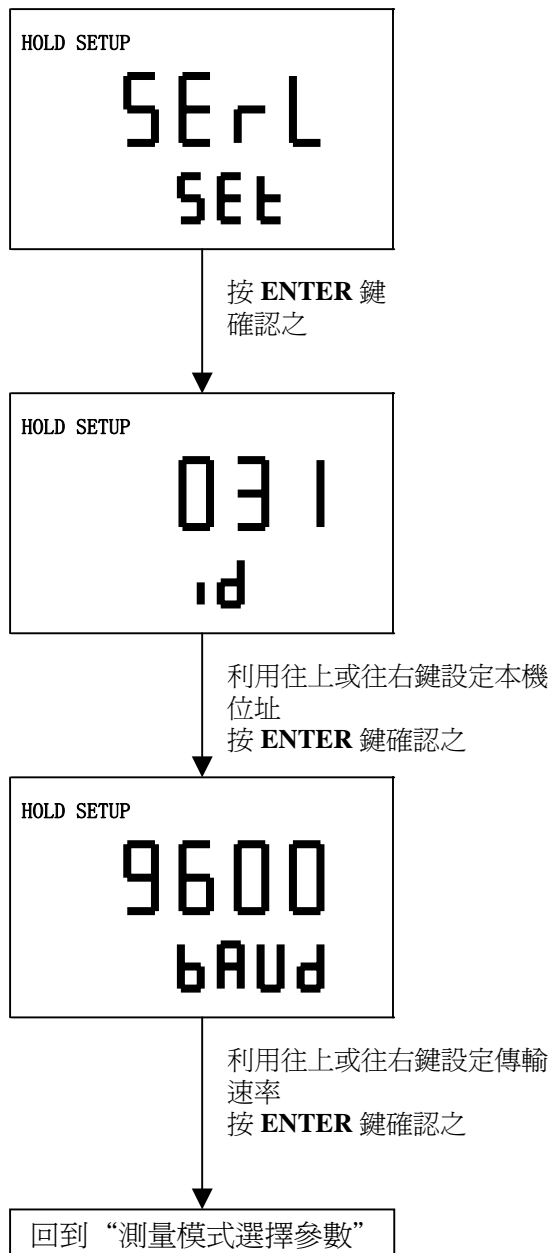 HOLD SETUP
SErL
SEt
按 ENTER 鍵
確認之
HOLD SETUP
031
id
利用往上或往右鍵設定本機
位址
按 ENTER 鍵確認之
HOLD SETUP
9600
bAUd
利用往上或往右鍵設定傳輸
速率
按 ENTER 鍵確認之
回到“測量模式選擇參數”